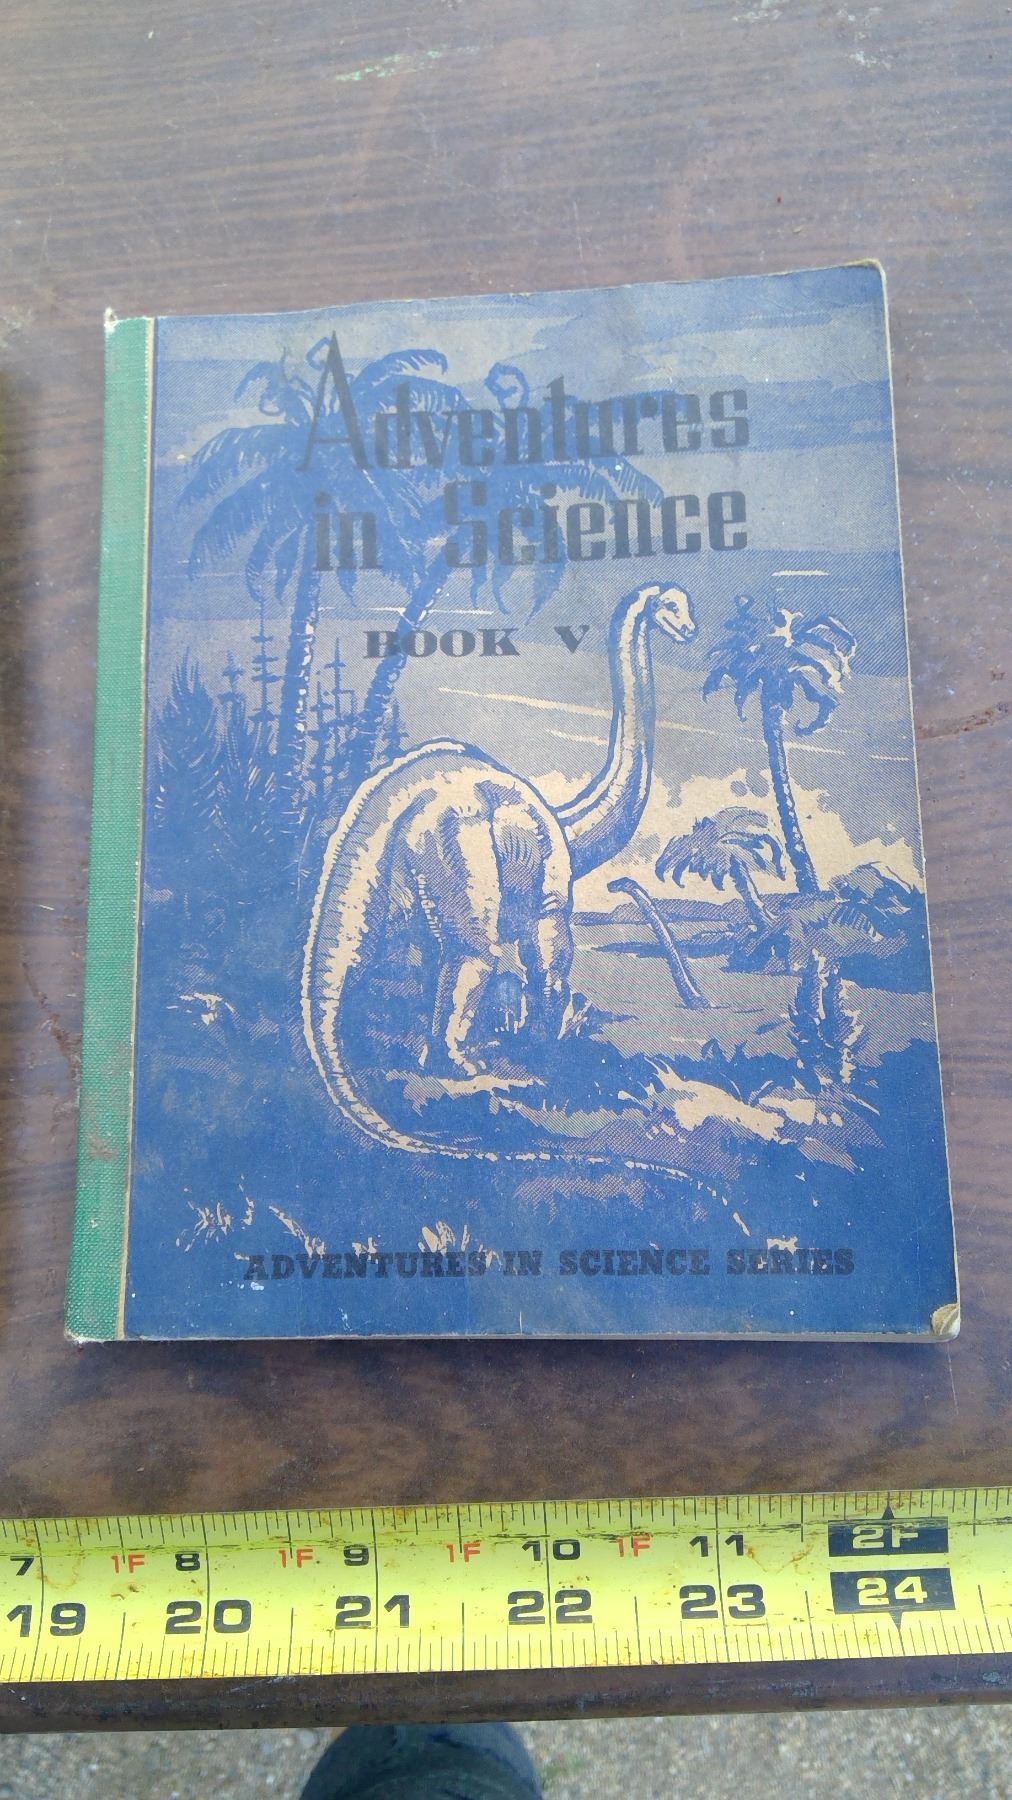 Adventures
in Science
BOOK V
ADVENTURES IN SCIENCE SERIES
7 1F 8 1F 9 1F 10 1F 11 2F
19 20 21 22 23 24